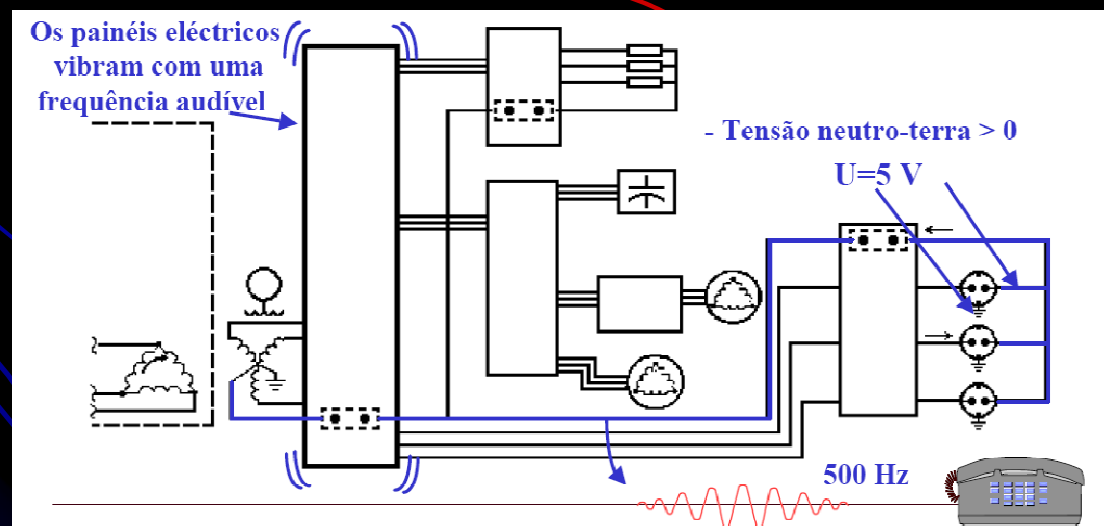 Os painéis eléctricos
vibram com uma
frequência audível
- Tensão neutro-terra > 0
U=5 V
500 Hz